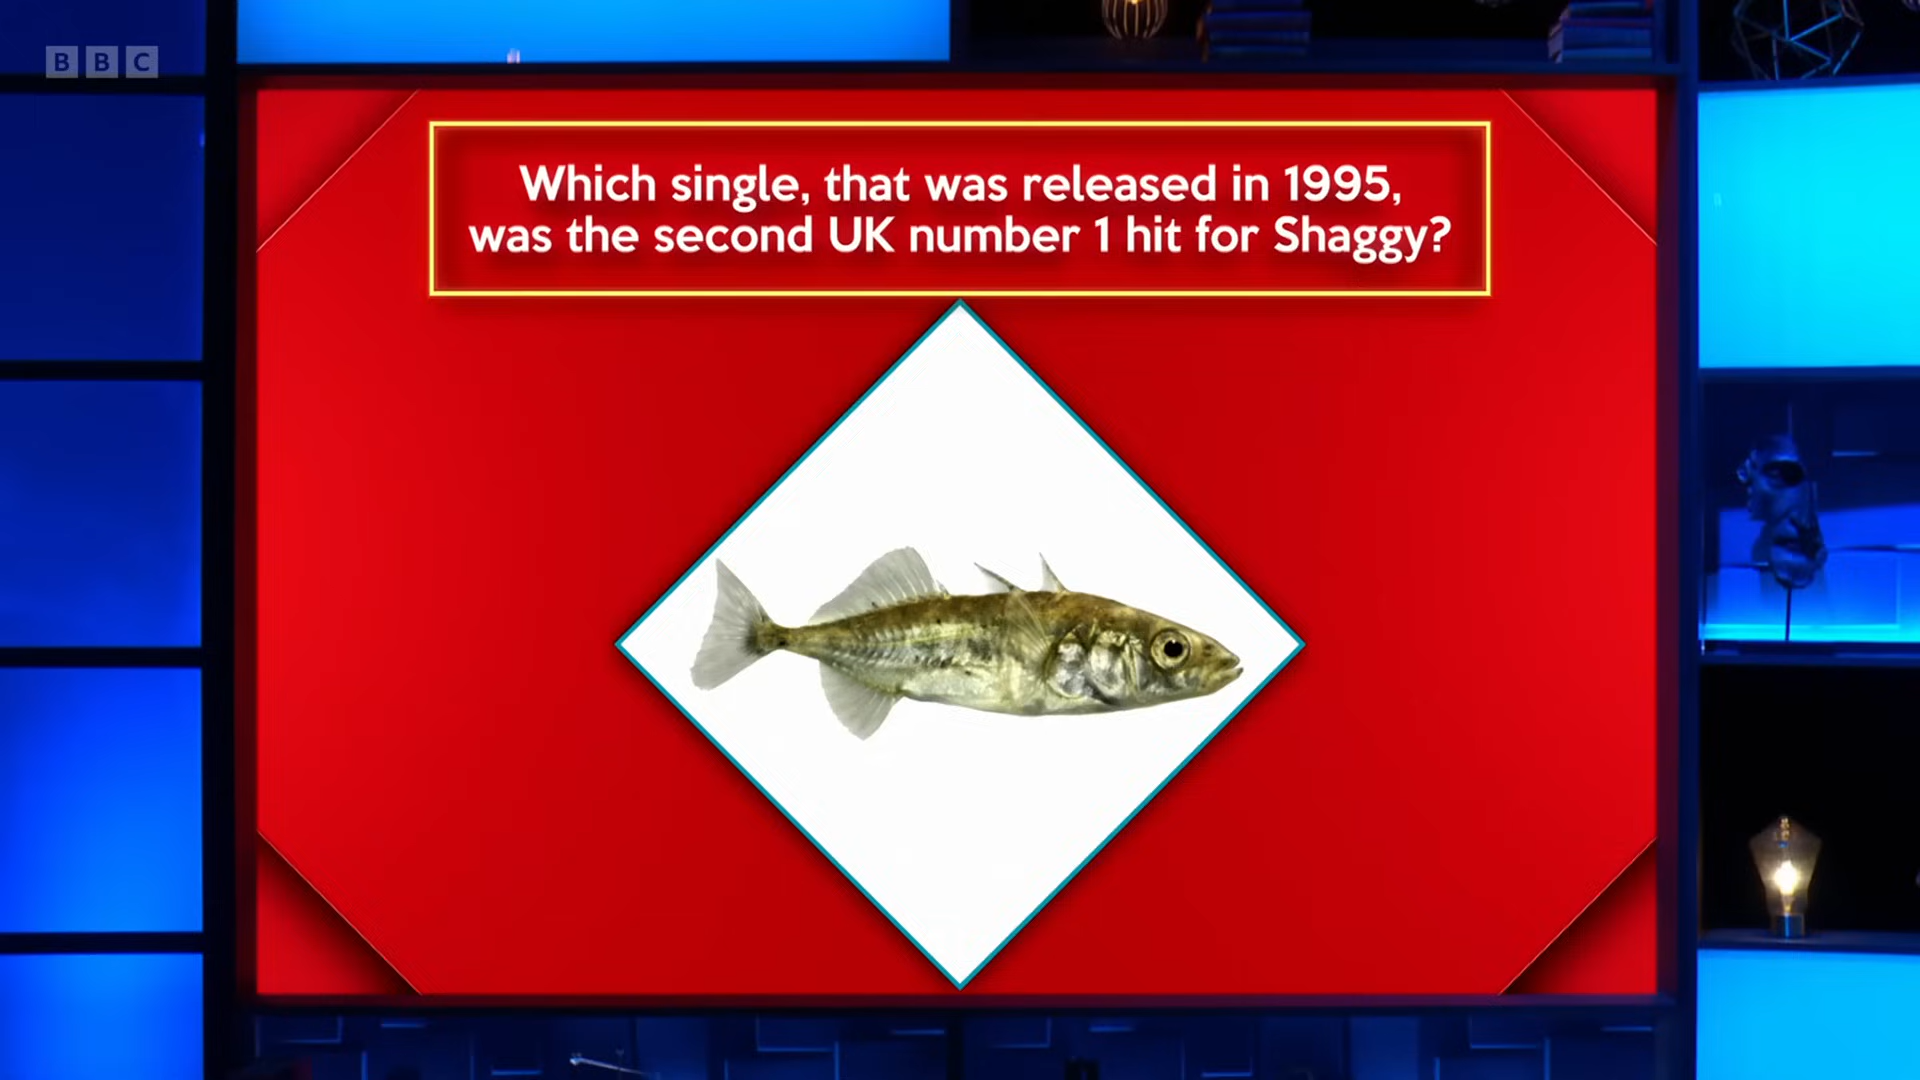 BBC
Which single, that was released in 1995,
was the second UK number 1 hit for Shaggy?